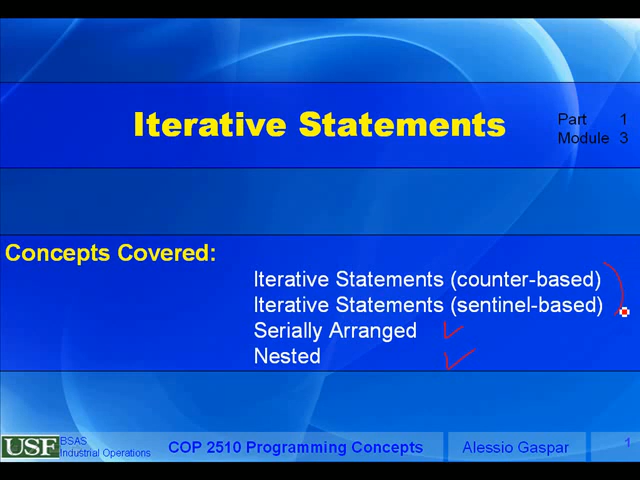 Iterative Statements
Part 1
Module 3
Concepts Covered:
Iterative Statements (counter-based)
Iterative Statements (sentinel-based)
Serially Arranged
Nested
USF
BSAS
Industrial Operations
COP 2510 Programming Concepts
Alessio Gaspar
1